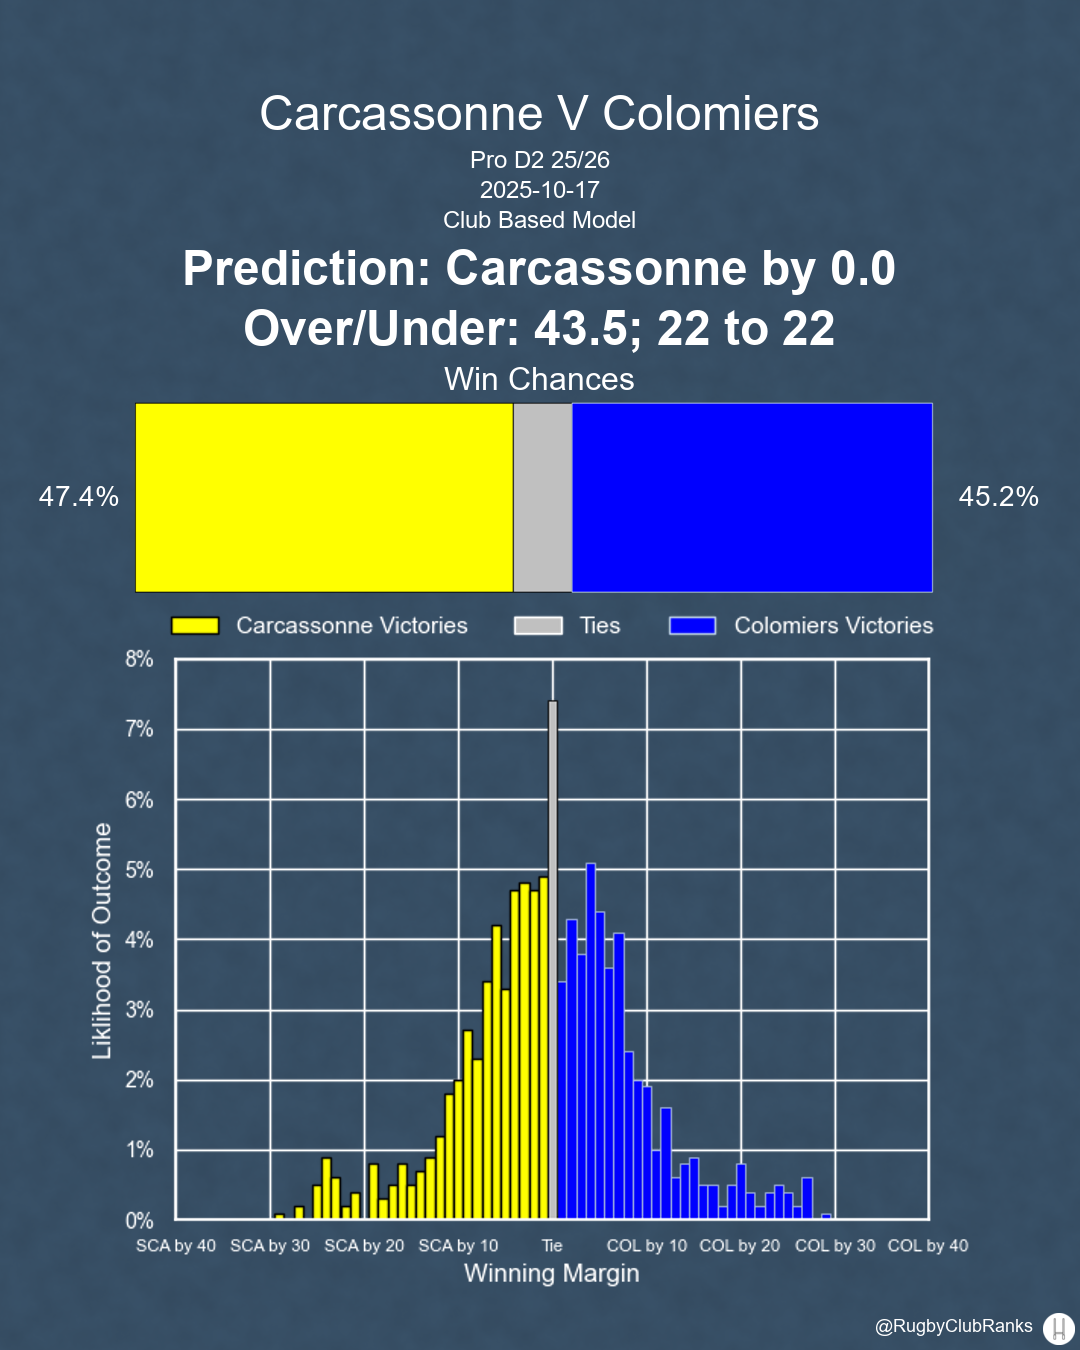 Carcassonne V Colomiers
Pro D2 25/26
2025-10-17
Club Based Model
Prediction: Carcassonne by 0.0
Over/Under: 43.5; 22 to 22
Win Chances
47.4%
45.2%
Carcassonne Victories
Ties
Colomiers Victories
8%
7%
6%
5%
4%
3%
2%
1%
0%
Liklihood of Outcome
SCA by 40
SCA by 30
SCA by 20
SCA by 10
Tie
COL by 10
COL by 20
COL by 30
COL by 40
Winning Margin
@RugbyClubRanks